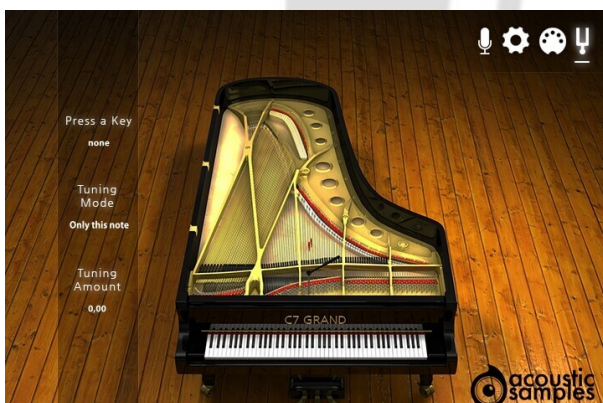 Press a Key
none
Tuning
Mode
Only this note
Tuning
Amount
0,00
C7 GRAND
acoustic
samples